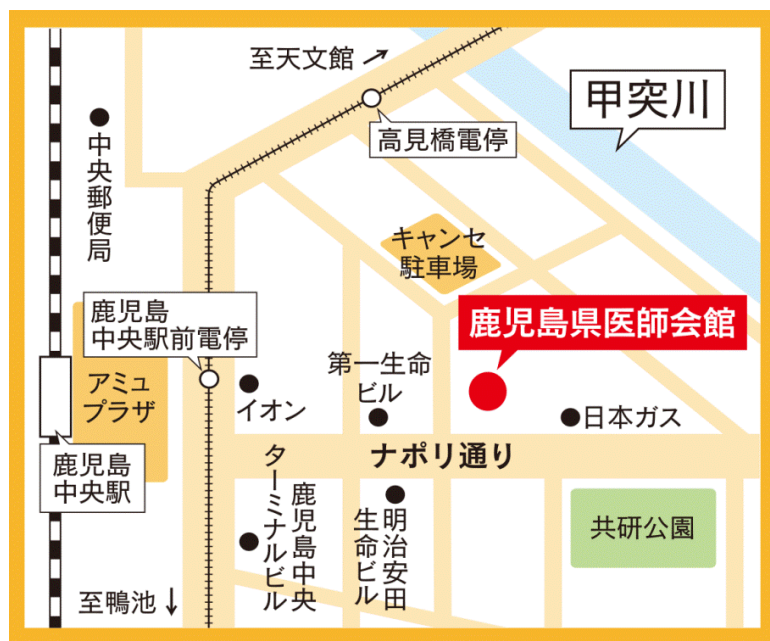 至天文館
甲突川
高見橋電停
中央郵便局
キャンセ
駐車場
鹿児島
中央駅前電停
鹿児島県医師会館
アミュ
プラザ
イオン
第一生命
ビル
日本ガス
ナポリ通り
鹿児島
中央駅
鹿児島中央
ターミナルビル
明治安田
生命ビル
共研公園
至鴨池